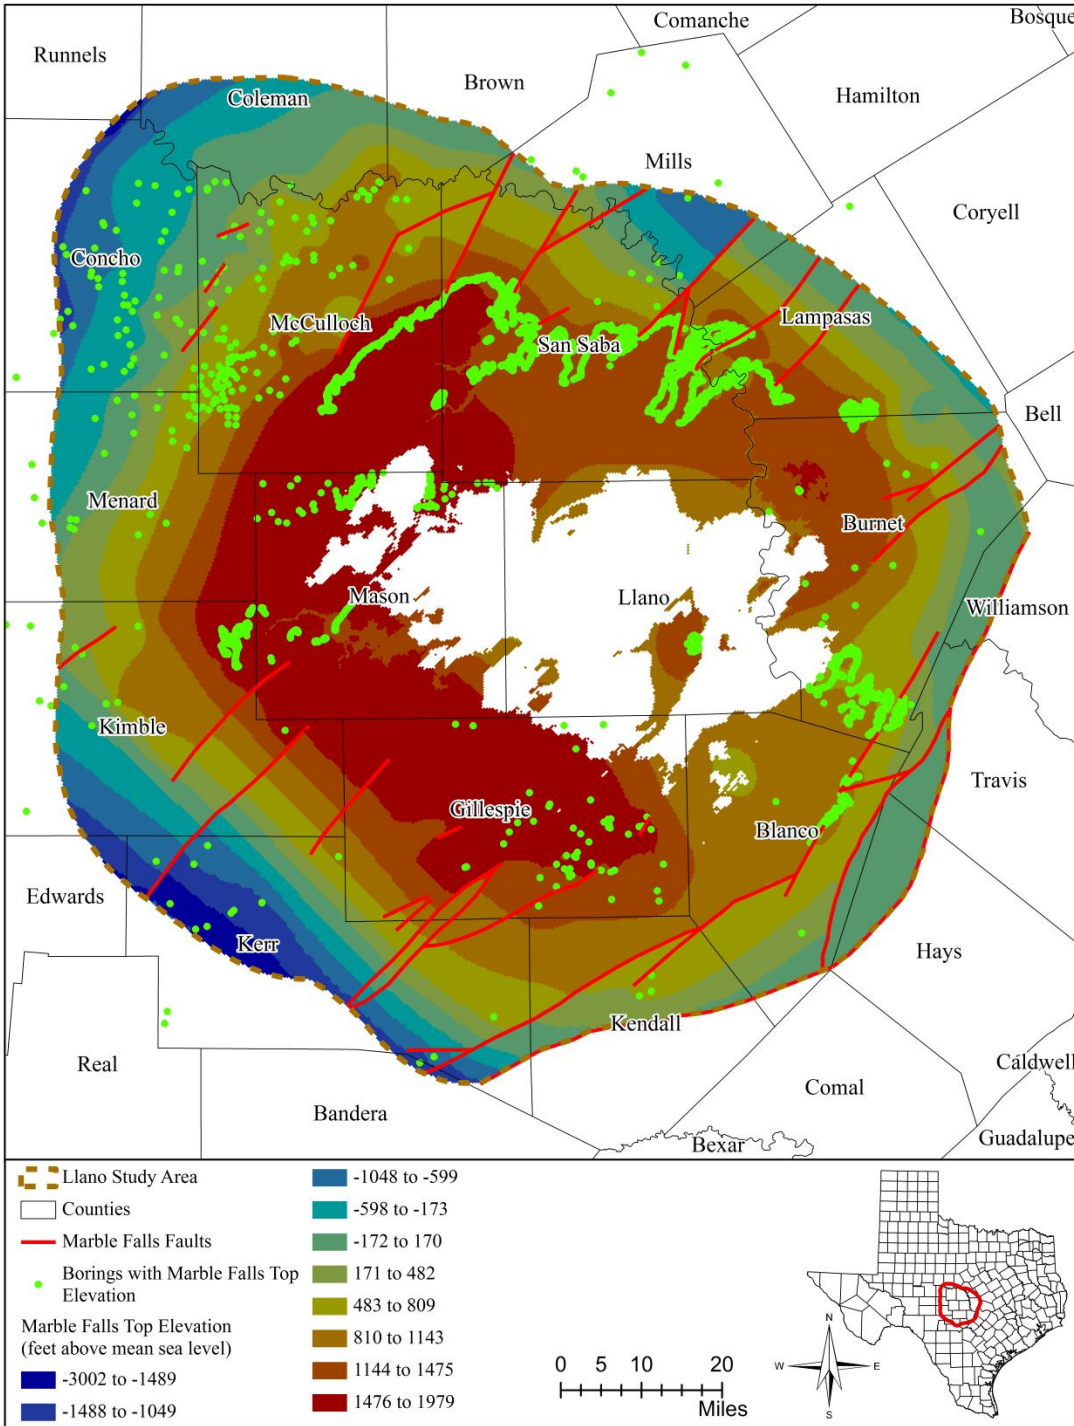 Comanche
Bosque
Runnels
Brown
Coleman
Hamilton
Mills
Coryell
Concho
McCulloch
San Saba
Lampasas
Bell
Menard
Burnet
Mason
Llano
Williamson
Kimble
Travis
Gillespie
Blanco
Edwards
Kerr
Hays
Kendall
Real
Caldwell
Comal
Bandera
Guadalupe
Bexar
Llano Study Area
Counties
Marble Falls Faults
Borings with Marble Falls Top
Elevation
Marble Falls Top Elevation
(feet above mean sea level)
-3002 to -1489
-1488 to -1049
-1048 to -599
-598 to -173
-172 to 170
171 to 482
483 to 809
810 to 1143
1144 to 1475
1476 to 1979
0 5 10 20
Miles
N
W E
S